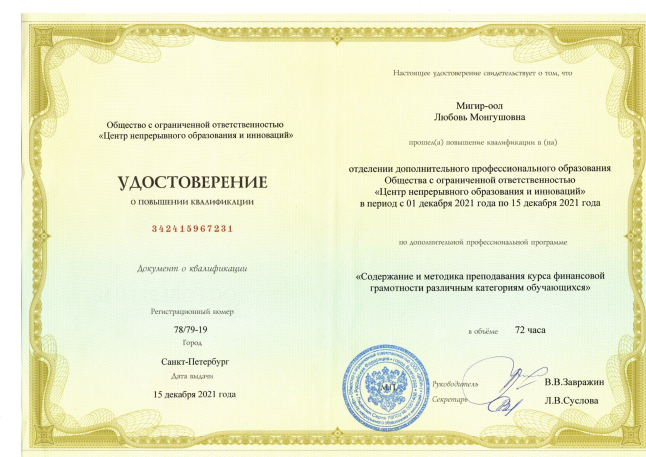 Общество с ограниченной ответственностью
«Центр непрерывного образования и инноваций»
УДОСТОВЕРЕНИЕ
О ПОВЫШЕНИИ КВАЛИФИКАЦИИ
342415967231
Документ о квалификации
Регистрационный номер
78/79-19
Город
Санкт-Петербург
Дата выдачи
15 декабря 2021 года
Настоящее удостоверение свидетельствует о том, что
Мигир-оол
Любовь Монгушовна
прошел(а) повышение квалификации в (на)
отделении дополнительного профессионального образования
Общества с ограниченной ответственностью
«Центр непрерывного образования и инноваций»
в период с 01 декабря 2021 года по 15 декабря 2021 года
по дополнительной профессиональной программе
«Содержание и методика преподавания курса финансовой
грамотности различным категориям обучающихся»
в объёме 72 часа
М.П.
Руководитель В.В.Завражин
Секретарь Л.В.Суслова